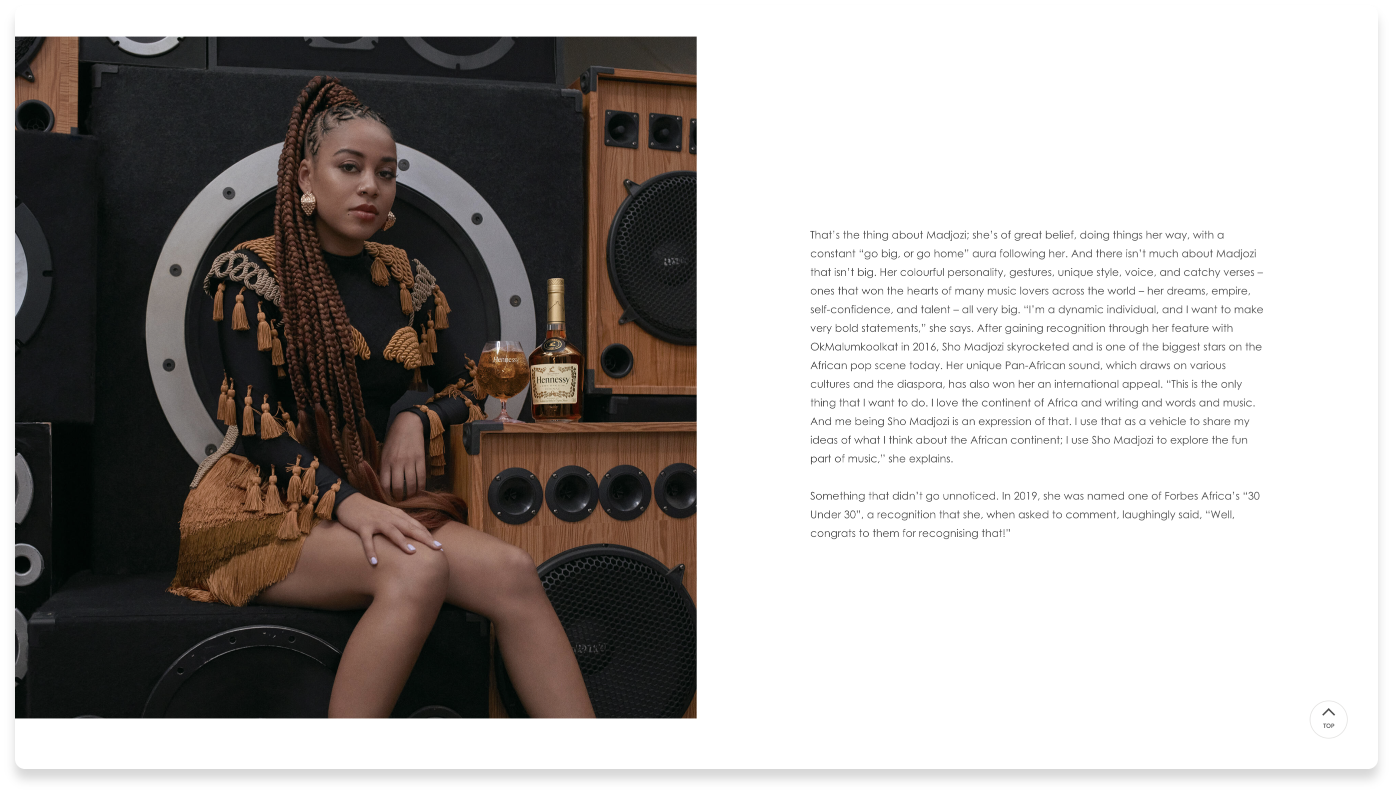 Hennessy
Hennessy
That's the thing about Madjozi; she's of great belief, doing things her way, with a
constant “go big, or go home” aura following her. And there isn't much about Madjozi
that isn't big. Her colourful personality, gestures, unique style, voice, and catchy verses –
ones that won the hearts of many music lovers across the world – her dreams, empire,
self-confidence, and talent – all very big. “I'm a dynamic individual, and I want to make
very bold statements,” she says. After gaining recognition through her feature with
OkMalumkoolkat in 2016, Sho Madjozi skyrocketed and is one of the biggest stars on the
African pop scene today. Her unique Pan-African sound, which draws on various
cultures and the diaspora, has also won her an international appeal. “This is the only
thing that I want to do. I love the continent of Africa and writing and words and music.
And me being Sho Madjozi is an expression of that. I use that as a vehicle to share my
ideas of what I think about the African continent; I use Sho Madjozi to explore the fun
part of music,” she explains.
Something that didn't go unnoticed. In 2019, she was named one of Forbes Africa's “30
Under 30”, a recognition that she, when asked to comment, laughingly said, “Well,
congrats to them for recognising that!”
TOP